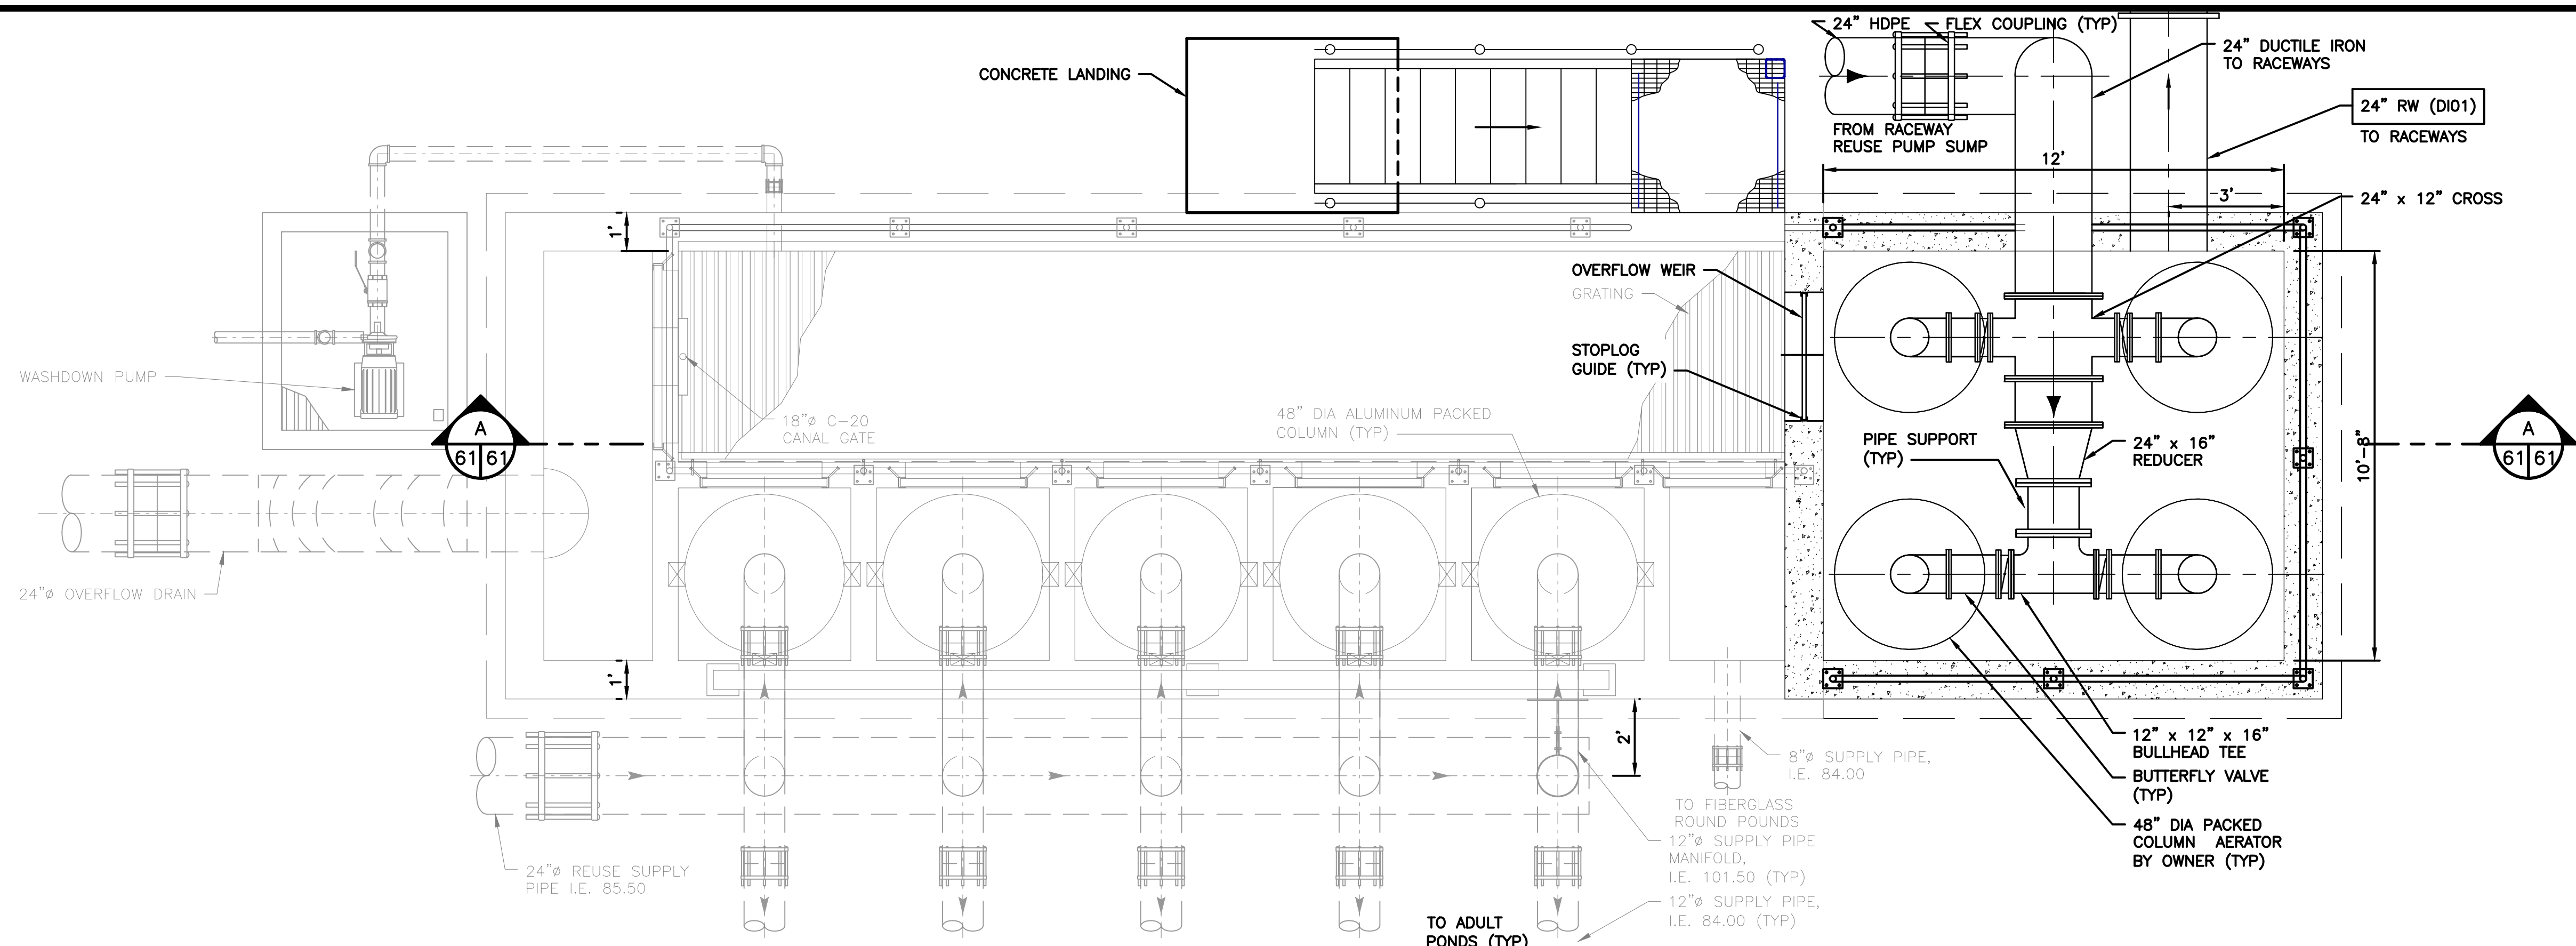 24" HDPE
FLEX COUPLING (TYP)
24" DUCTILE IRON
TO RACEWAYS
CONCRETE LANDING
24" RW (DI01)
TO RACEWAYS
FROM RACEWAY
REUSE PUMP SUMP
12'
3'
24" x 12" CROSS
1'
OVERFLOW WEIR
GRATING
STOPLOG
GUIDE (TYP)
WASHDOWN PUMP
18"ø C-20
CANAL GATE
48" DIA ALUMINUM PACKED
COLUMN (TYP)
A
61 61
PIPE SUPPORT
(TYP)
24" x 16"
REDUCER
10'-8"
A
61 61
24"ø OVERFLOW DRAIN
1'
2'
12" x 12" x 16"
BULLHEAD TEE
BUTTERFLY VALVE
(TYP)
48" DIA PACKED
COLUMN AERATOR
BY OWNER (TYP)
8"ø SUPPLY PIPE,
I.E. 84.00
TO FIBERGLASS
ROUND POUNDS
12"ø SUPPLY PIPE
MANIFOLD,
I.E. 101.50 (TYP)
12"ø SUPPLY PIPE,
I.E. 84.00 (TYP)
24"ø REUSE SUPPLY
PIPE I.E. 85.50
TO ADULT
PONDS (TYP)